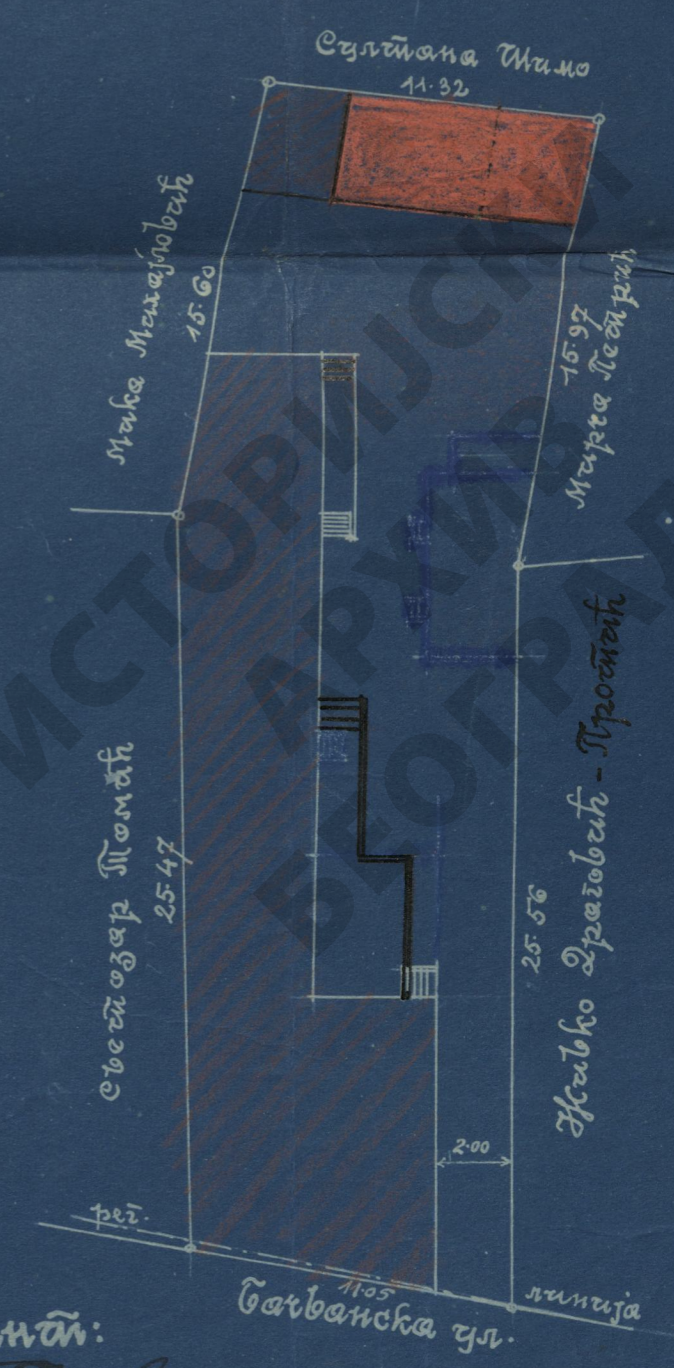 Султана Шимо
11.32
Мика Михајловић
15.60
15.97
Мирча Петрић
Светозар Томић
25.47
25.56
Живко Драговић - Протић
2.00
рег.
11.05
линија
Бачванска ул.
ИСТОРИЈСКИ
АРХИВ
БЕОГРАД